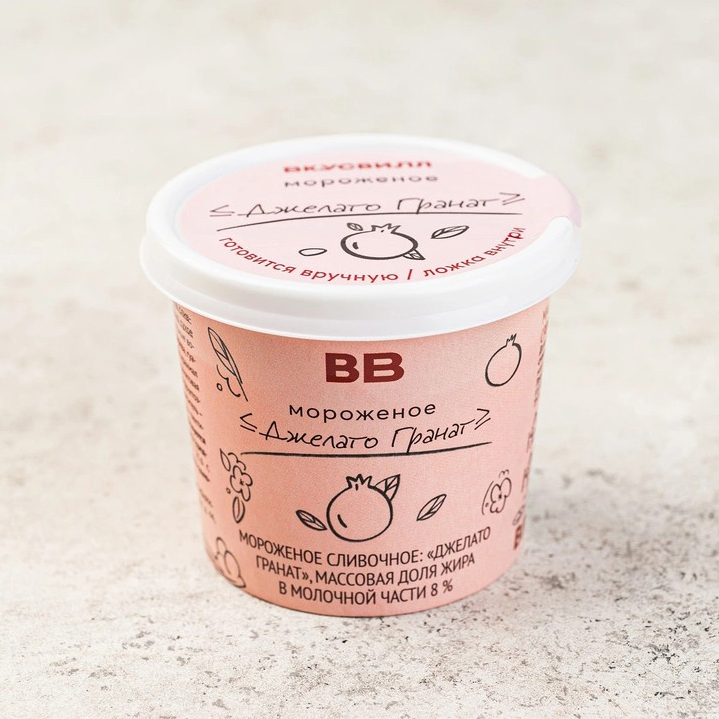 ВКУСВИЛЛ
мороженое
<Джелато Гранат>
готовится вручную / ложка внутри
ВВ
мороженое
<Джелато Гранат>
МОРОЖЕНОЕ СЛИВОЧНОЕ: «ДЖЕЛАТО
ГРАНАТ», МАССОВАЯ ДОЛЯ ЖИРА
В МОЛОЧНОЙ ЧАСТИ 8 %